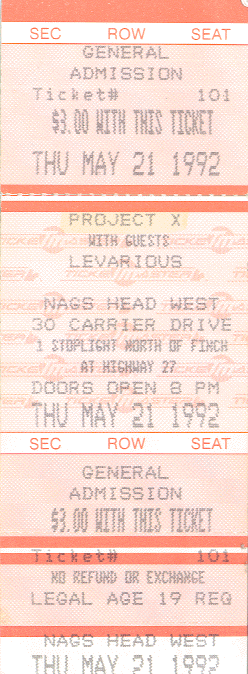 SEC ROW SEAT
GENERAL
ADMISSION
Ticket# 101
$3.00 WITH THIS TICKET
THU MAY 21 1992
PROJECT X
WITH GUESTS
LEVARIOUS
NAGS HEAD WEST
30 CARRIER DRIVE
1 STOPLIGHT NORTH OF FINCH
AT HIGHWAY 27
DOORS OPEN 8 PM
THU MAY 21 1992
SEC ROW SEAT
GENERAL
ADMISSION
$3.00 WITH THIS TICKET
Ticket# 101
NO REFUND OR EXCHANGE
LEGAL AGE 19 REQ
NAGS HEAD WEST
THU MAY 21 1992